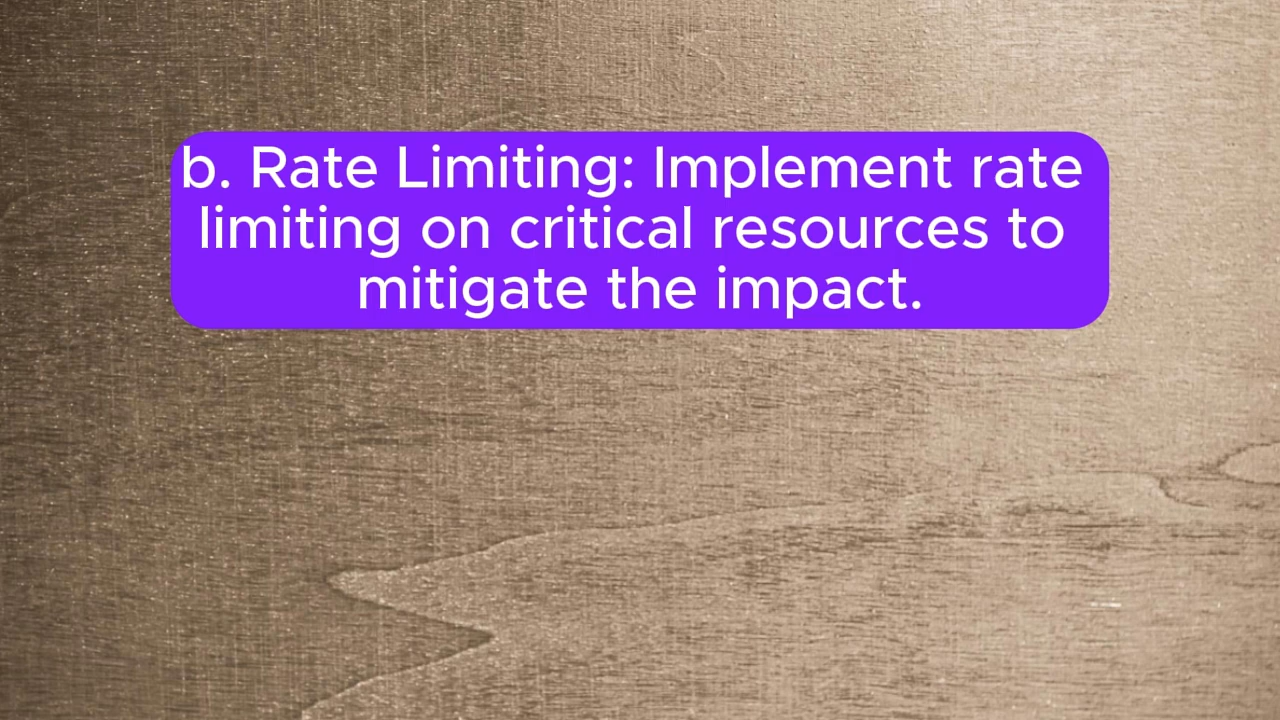 b. Rate Limiting: Implement rate
limiting on critical resources to
mitigate the impact.